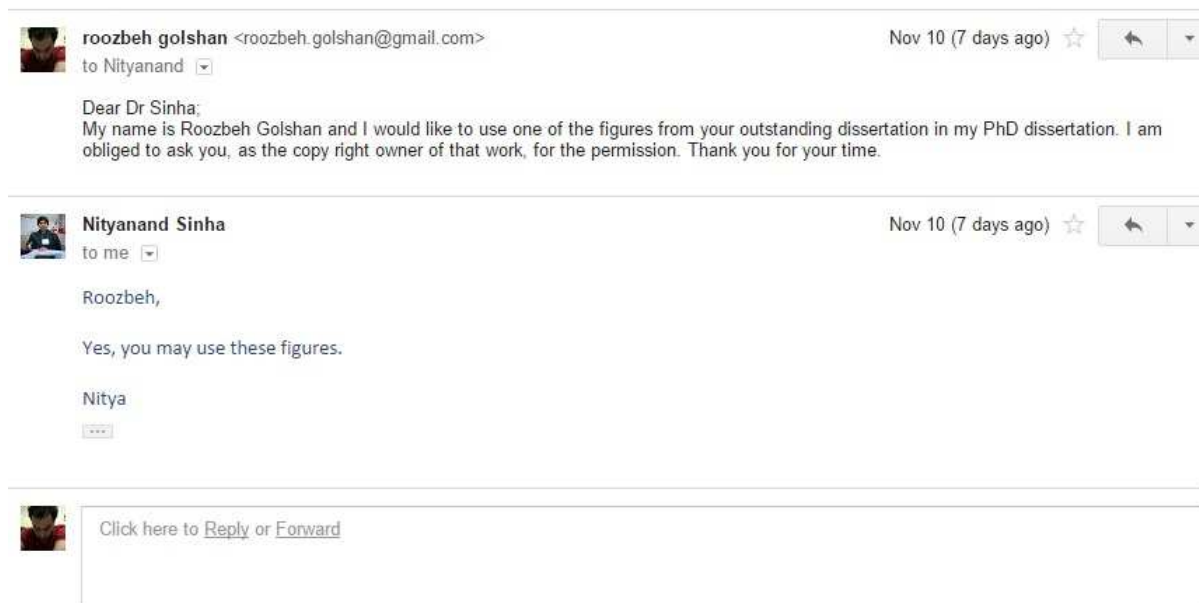 roozbeh golshan <roozbeh.golshan@gmail.com>
Nov 10 (7 days ago)
to Nityanand
Dear Dr Sinha;
My name is Roozbeh Golshan and I would like to use one of the figures from your outstanding dissertation in my PhD dissertation. I am
obliged to ask you, as the copy right owner of that work, for the permission. Thank you for your time.
Nityanand Sinha
Nov 10 (7 days ago)
to me
Roozbeh,
Yes, you may use these figures.
Nitya
...
Click here to Reply or Forward